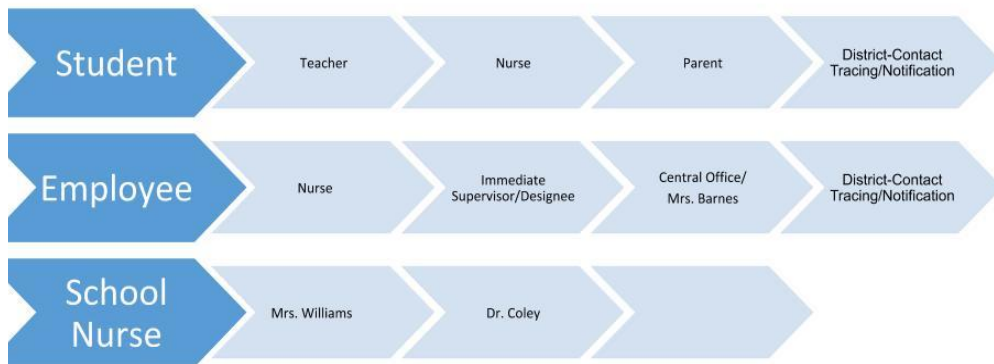 Student
Teacher
Nurse
Parent
District-Contact
Tracing/Notification
Employee
Nurse
Immediate
Supervisor/Designee
Central Office/
Mrs. Barnes
District-Contact
Tracing/Notification
School
Nurse
Mrs. Williams
Dr. Coley